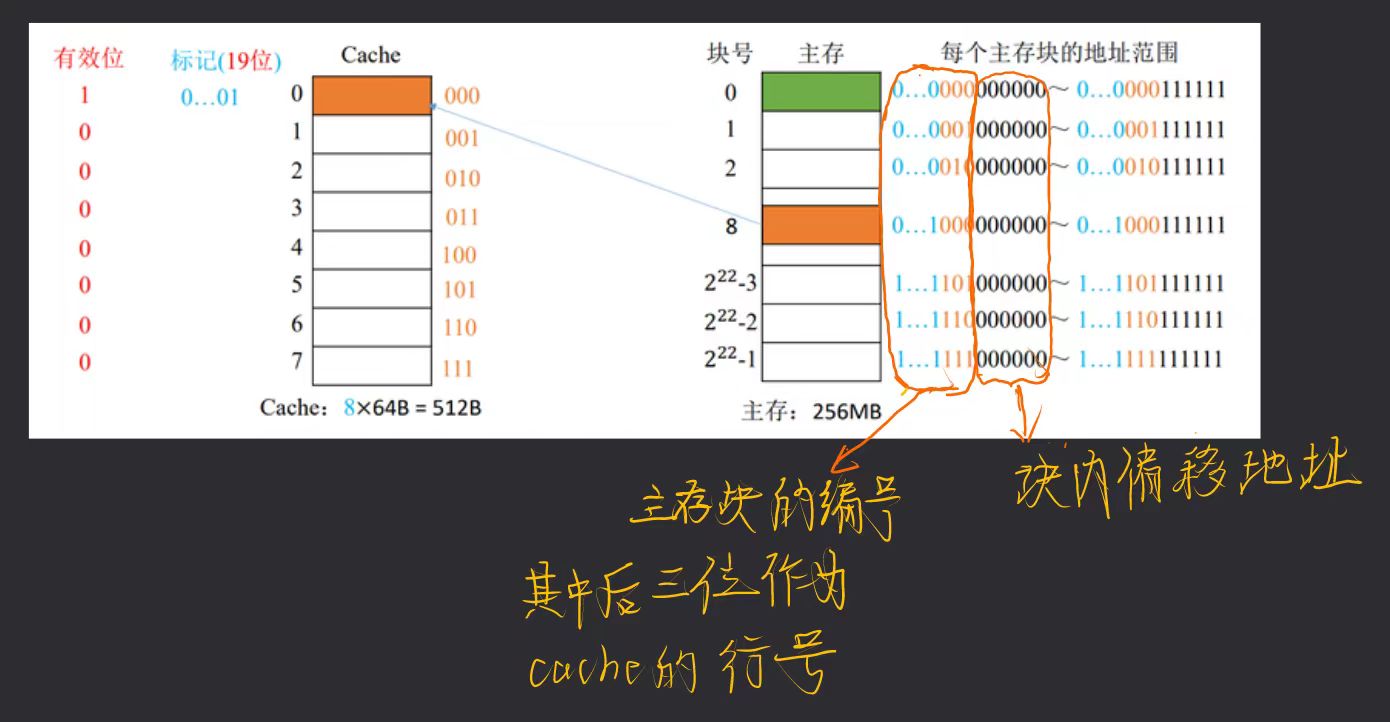 有效位 标记(19位) Cache 块号 主存 每个主存块的地址范围
1 0…01 0 000 0 0…0000000000~ 0…0000111111
0 1 001 1 0…0001000000~ 0…0001111111
0 2 010 2 0…0010000000~ 0…0010111111
0 3 011 8 0…1000000000~ 0…1000111111
0 4 100
0 5 101 2²²-3 1…1101000000~ 1…1101111111
0 6 110 2²²-2 1…1110000000~ 1…1110111111
0 7 111 2²²-1 1…1111000000~ 1…1111111111
Cache：8×64B = 512B 主存：256MB
主存块的编号 块内偏移地址
其中后三位作为
cache的行号